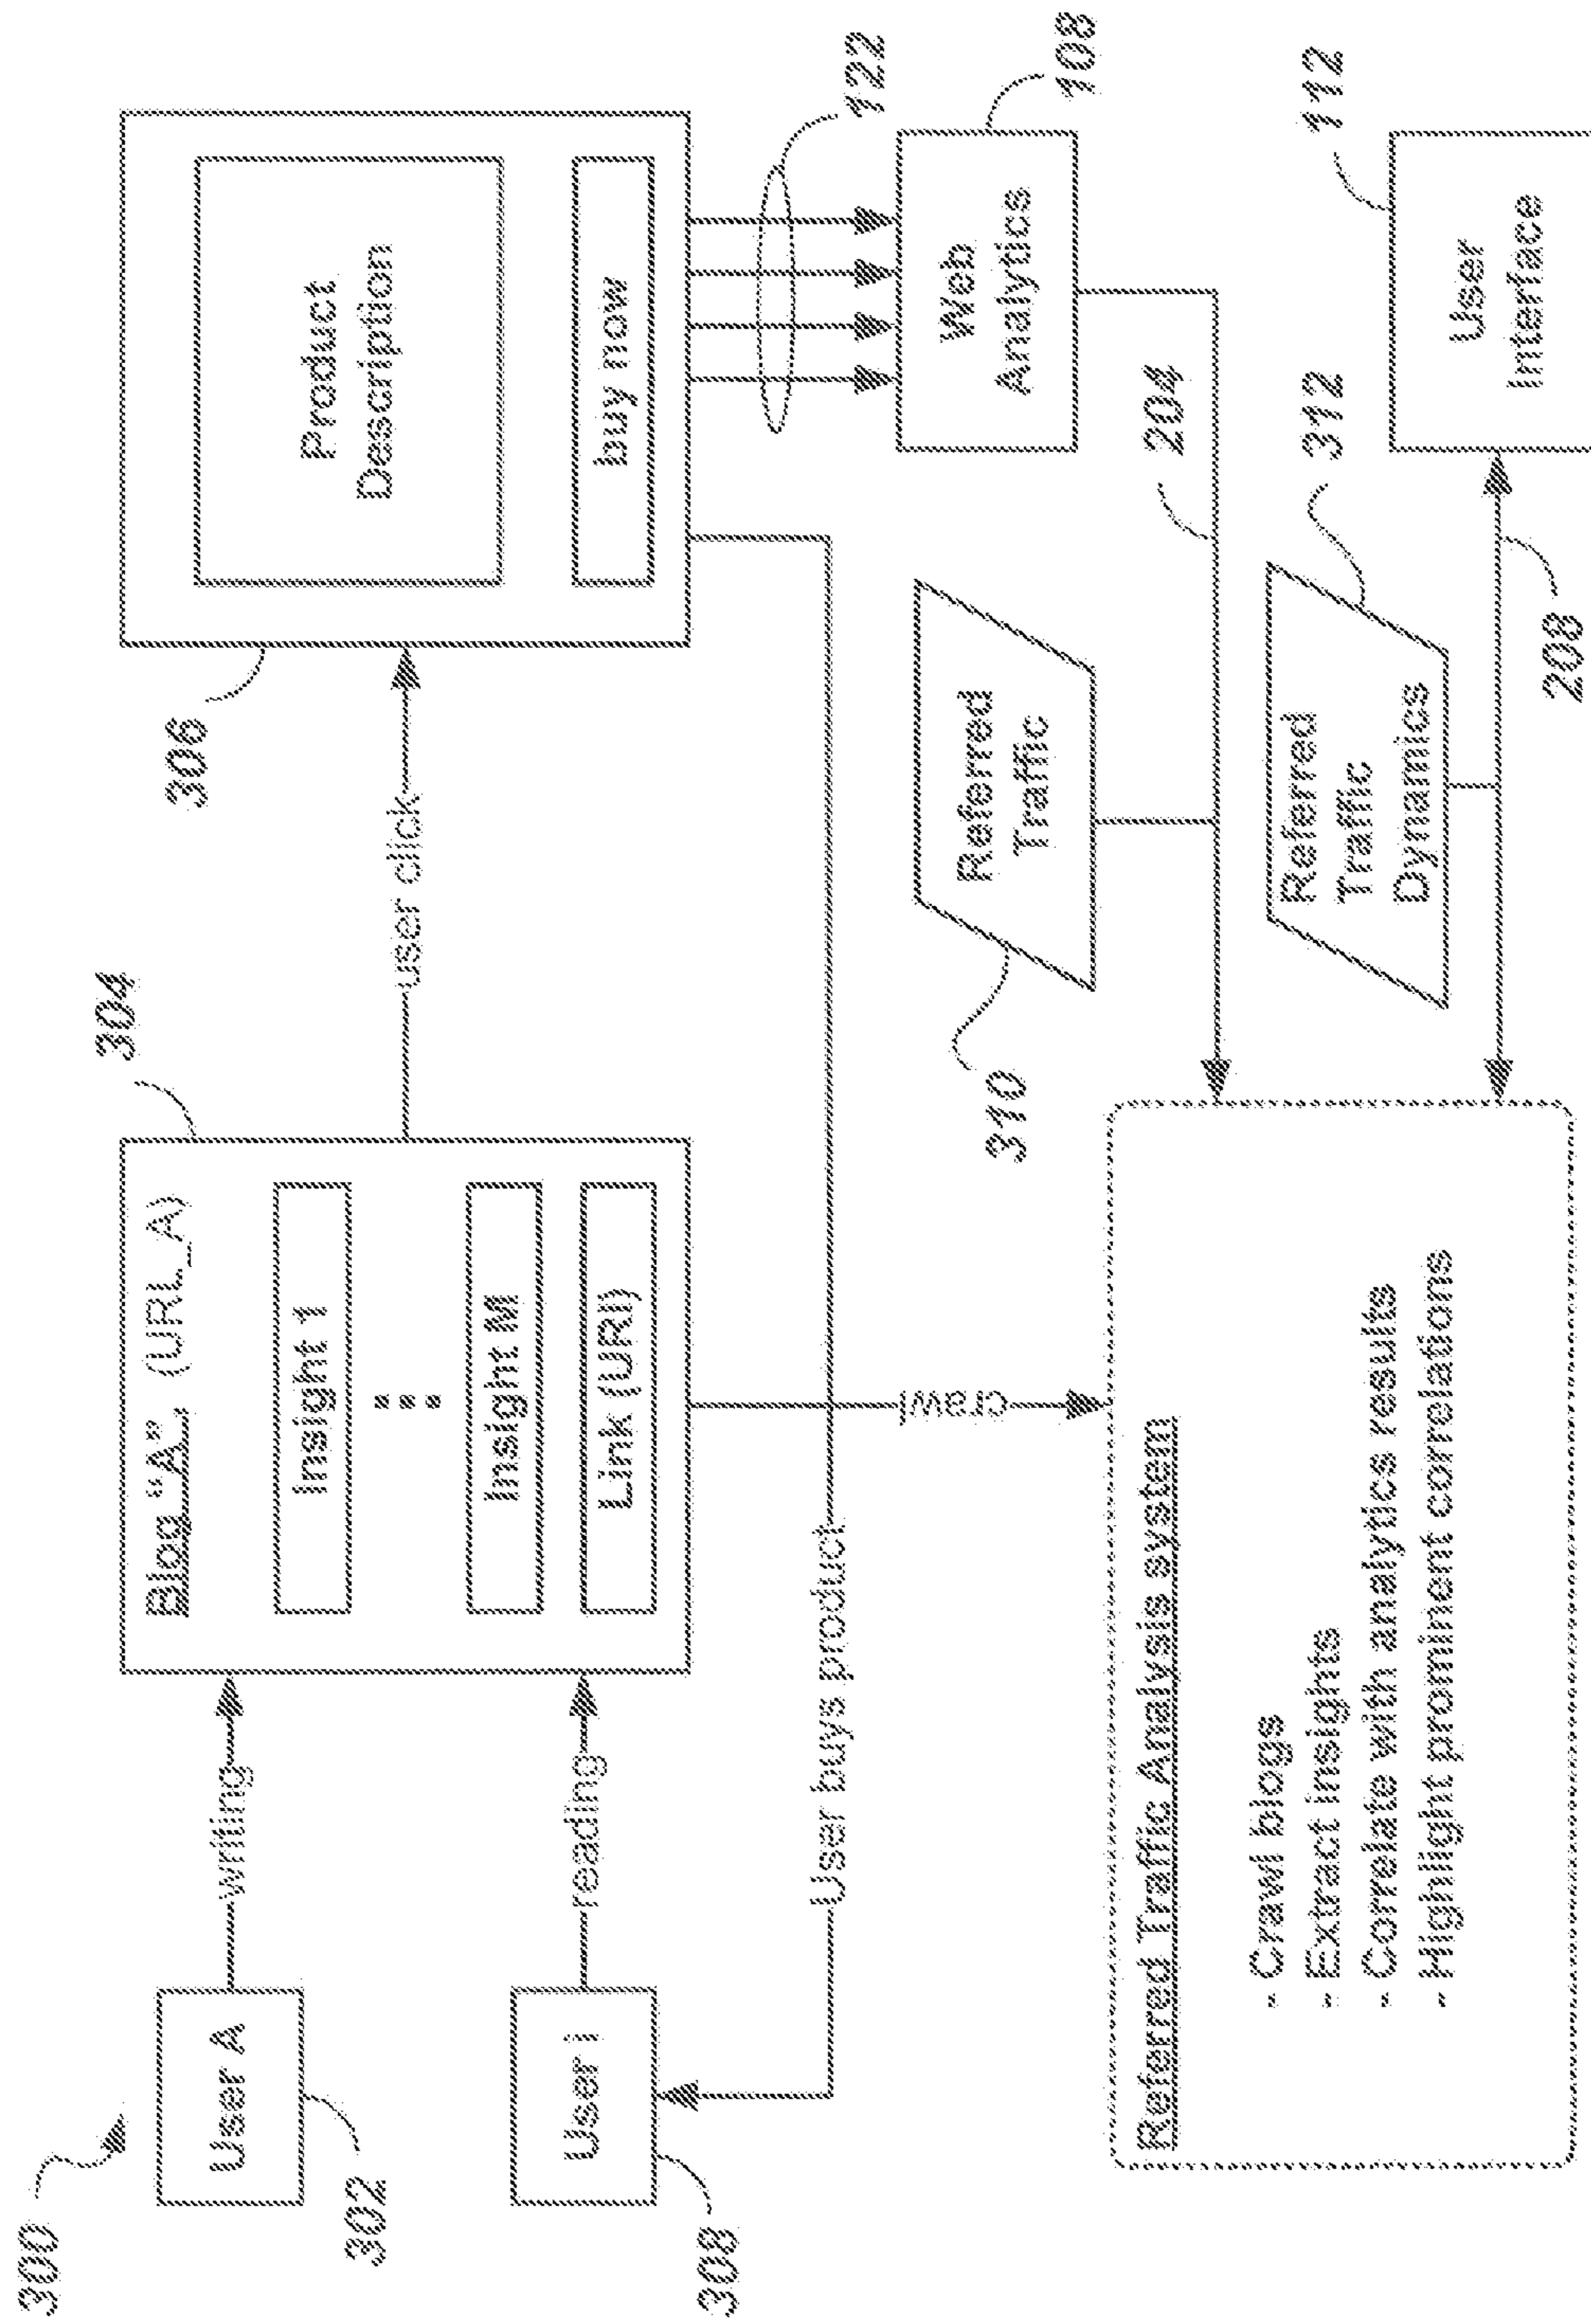 300
User A
302
writing
User i
308
reading
User buys product
304
Blog "A", (URL_A)
Insight 1
...
Insight M
Link (URI)
user click
crawl
306
Product
Description
buy now
122
Web
Analytics
108
204
Referred
Traffic
310
Referred
Traffic
Dynamics
312
208
User
Interface
112
Referred Traffic Analysis system
- Crawl blogs
- Extract insights
- Correlate with analytics results
- Highlight prominent correlations